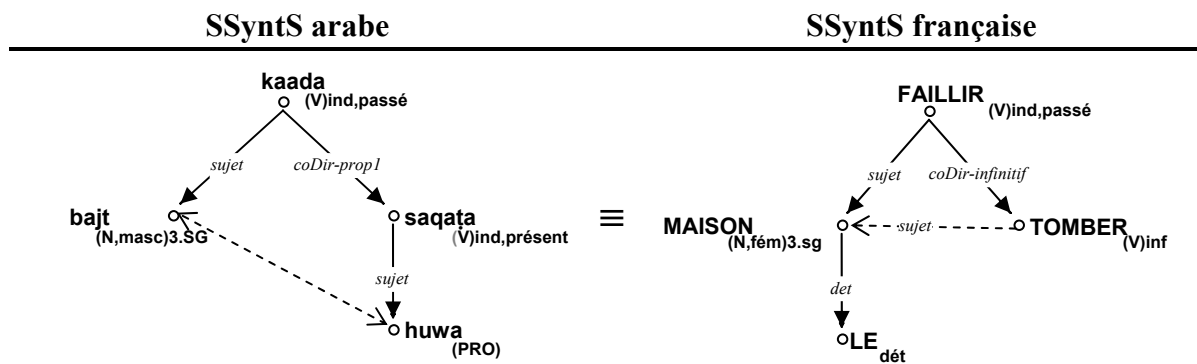 SSyntS arabe
SSyntS française
kaada (V)ind,passé
sujet
coDir-prop1
bajt (N,masc)3.SG
saqaṭa (V)ind,présent
sujet
huwa (PRO)
≡
FAILLIR (V)ind,passé
sujet
coDir-infinitif
MAISON (N,fém)3.sg
sujet
TOMBER (V)inf
det
LE dét